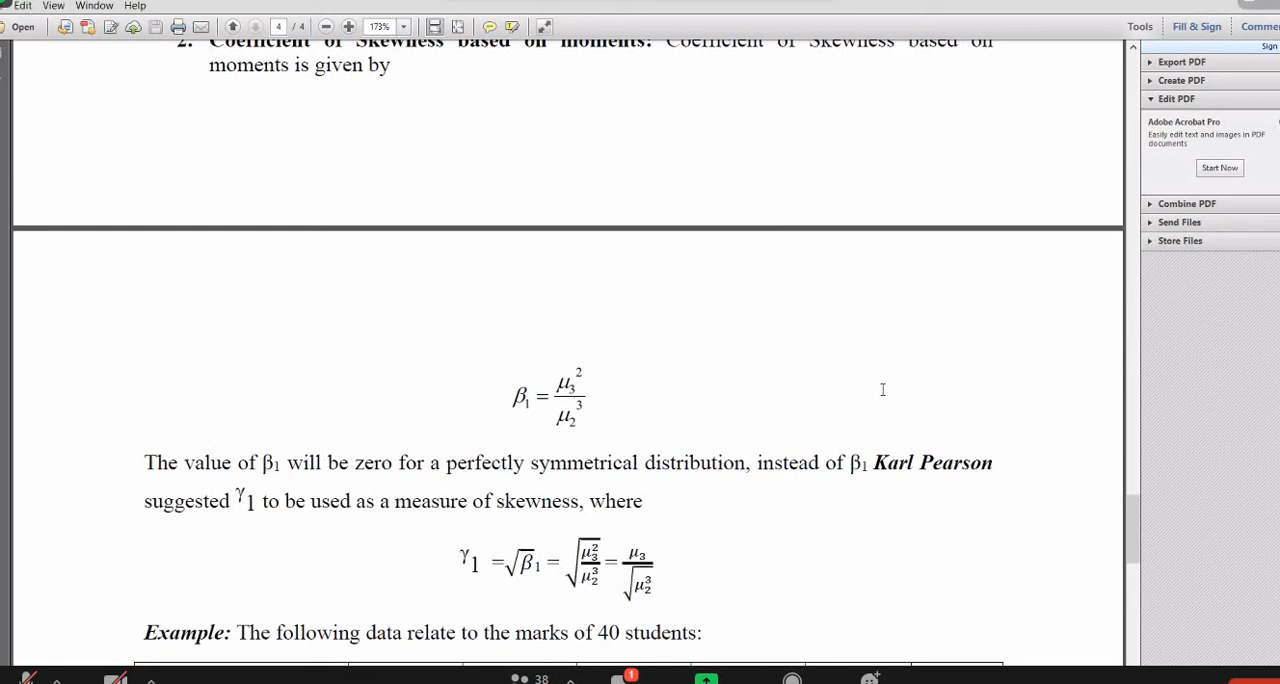 Edit View Window Help
Open 4 / 4 173% Tools Fill & Sign Comme
Sign
2. Coefficient of Skewness based on moments: Coefficient of Skewness based on
moments is given by
Export PDF
Create PDF
Edit PDF
Adobe Acrobat Pro
Easily edit text and images in PDF
documents
Start Now
Combine PDF
Send Files
Store Files
β₁ = μ₃² / μ₂³
The value of β₁ will be zero for a perfectly symmetrical distribution, instead of β₁ Karl Pearson
suggested γ1 to be used as a measure of skewness, where
γ1 =√β₁ = √(μ₃²/μ₂³) = μ₃/√(μ₂³)
Example: The following data relate to the marks of 40 students:
38 1